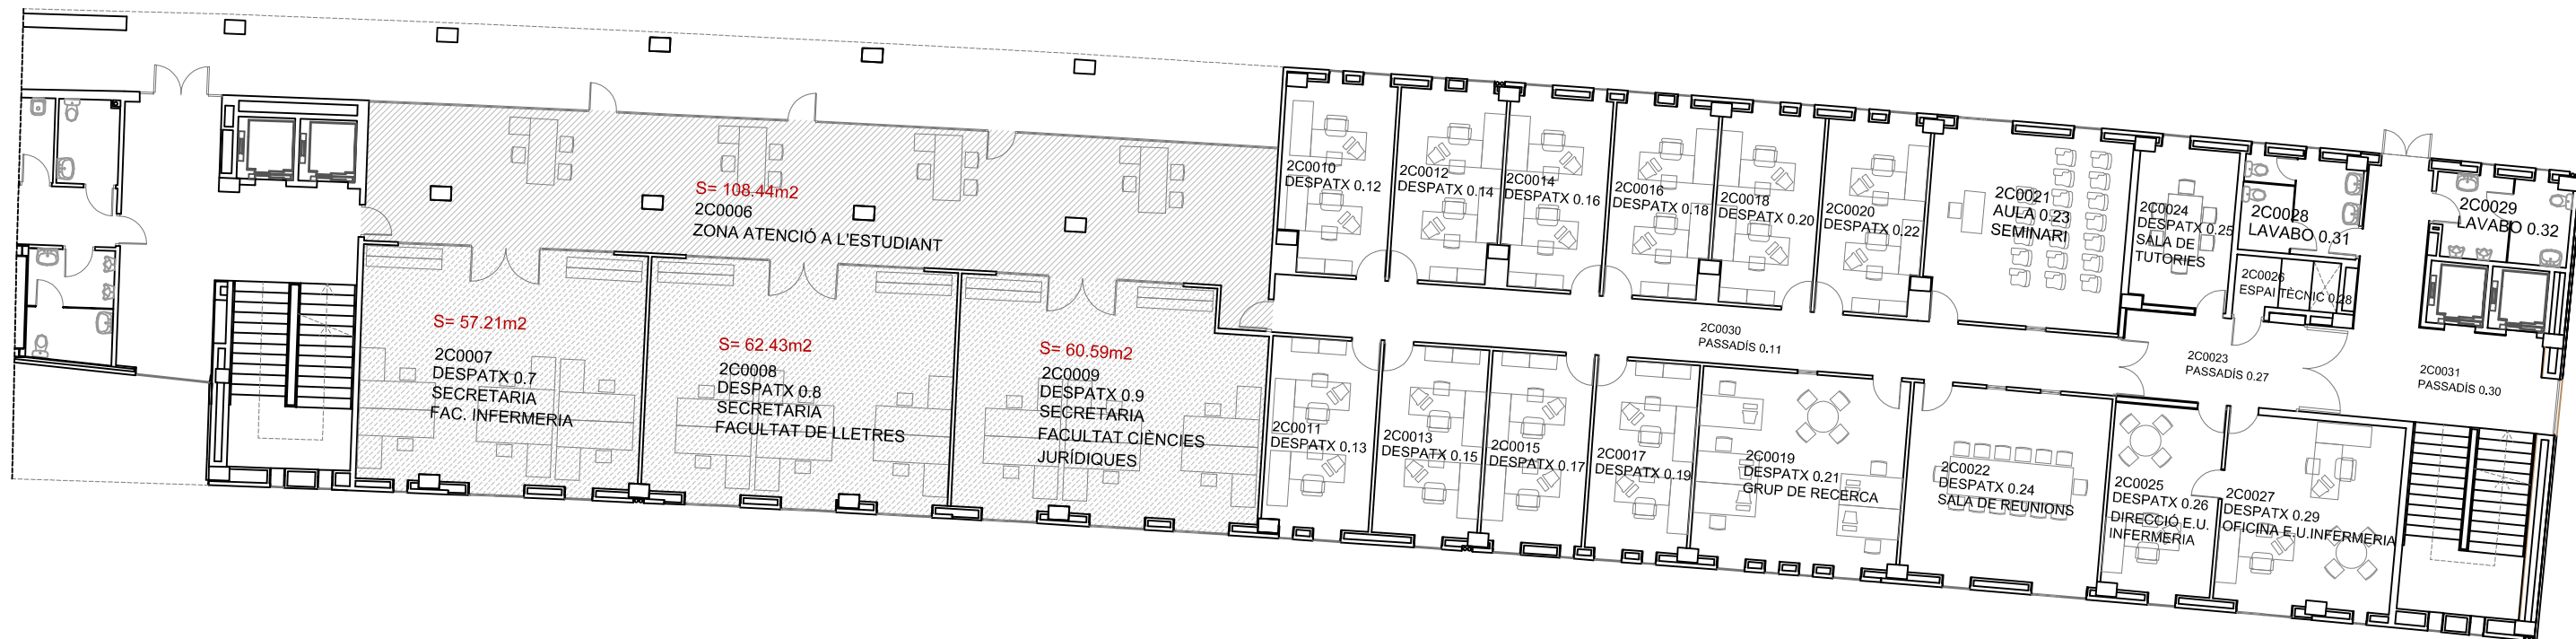 S= 108.44m2
2C0006
ZONA ATENCIÓ A L'ESTUDIANT
S= 57.21m2
2C0007
DESPATX 0.7
SECRETARIA
FAC. INFERMERIA
S= 62.43m2
2C0008
DESPATX 0.8
SECRETARIA
FACULTAT DE LLETRES
S= 60.59m2
2C0009
DESPATX 0.9
SECRETARIA
FACULTAT CIÈNCIES
JURÍDIQUES
2C0010
DESPATX 0.12
2C0012
DESPATX 0.14
2C0014
DESPATX 0.16
2C0016
DESPATX 0.18
2C0018
DESPATX 0.20
2C0020
DESPATX 0.22
2C0021
AULA 0.23
SEMINARI
2C0024
DESPATX 0.25
SALA DE
TUTORIES
2C0028
LAVABO 0.31
2C0029
LAVABO 0.32
2C0026
ESPAI TÈCNIC 0.28
2C0030
PASSADÍS 0.11
2C0023
PASSADÍS 0.27
2C0031
PASSADÍS 0.30
2C0011
DESPATX 0.13
2C0013
DESPATX 0.15
2C0015
DESPATX 0.17
2C0017
DESPATX 0.19
2C0019
DESPATX 0.21
GRUP DE RECERCA
2C0022
DESPATX 0.24
SALA DE REUNIONS
2C0025
DESPATX 0.26
DIRECCIÓ E.U.
INFERMERIA
2C0027
DESPATX 0.29
OFICINA E.U.INFERMERIA